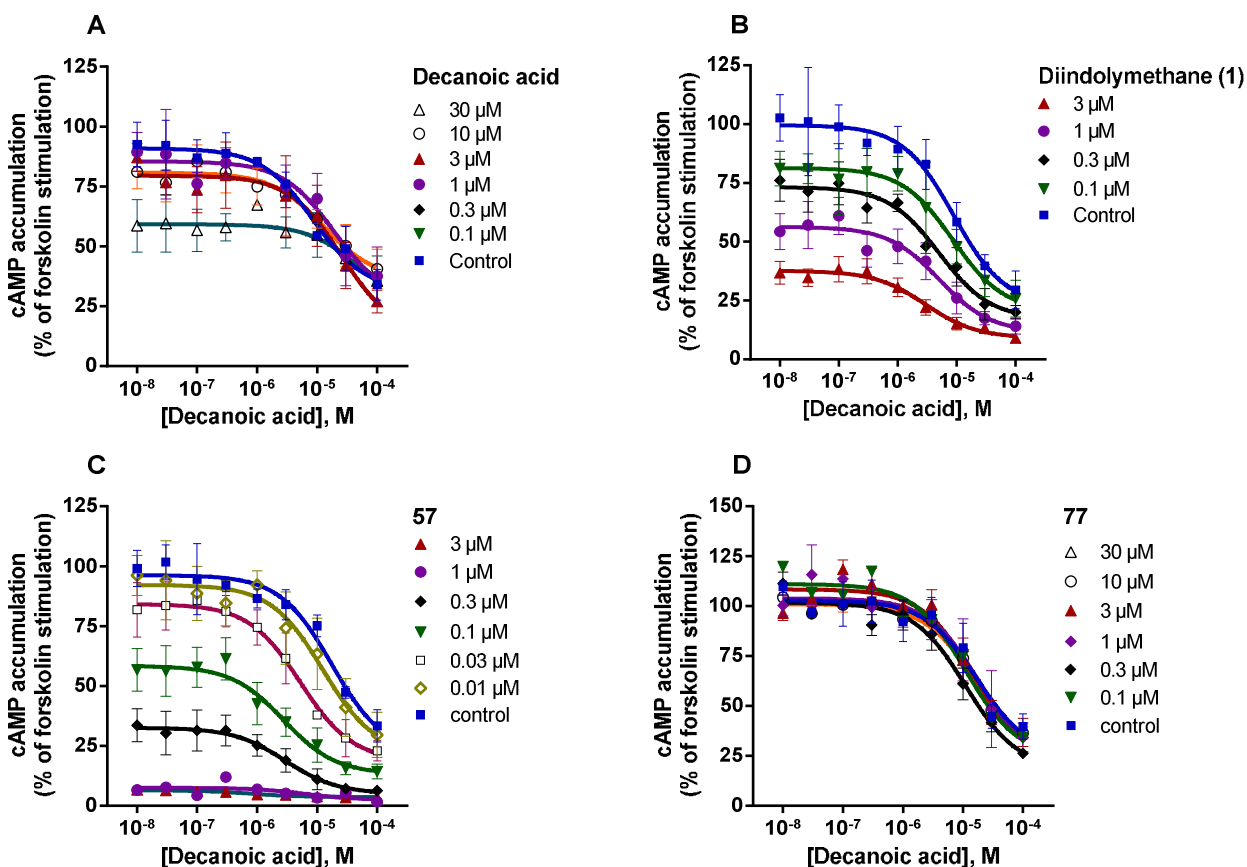 A
cAMP accumulation
(% of forskolin stimulation)
125
100
75
50
25
0
10-8
10-7
10-6
10-5
10-4
[Decanoic acid], M
Decanoic acid
30 µM
10 µM
3 µM
1 µM
0.3 µM
0.1 µM
Control
B
cAMP accumulation
(% of forskolin stimulation)
125
100
75
50
25
0
10-8
10-7
10-6
10-5
10-4
[Decanoic acid], M
Diindolymethane (1)
3 µM
1 µM
0.3 µM
0.1 µM
Control
C
cAMP accumulation
(% of forskolin stimulation)
125
100
75
50
25
0
10-8
10-7
10-6
10-5
10-4
[Decanoic acid], M
57
3 µM
1 µM
0.3 µM
0.1 µM
0.03 µM
0.01 µM
control
D
cAMP accumulation
(% of forskolin stimulation)
150
125
100
75
50
25
0
10-8
10-7
10-6
10-5
10-4
[Decanoic acid], M
77
30 µM
10 µM
3 µM
1 µM
0.3 µM
0.1 µM
control